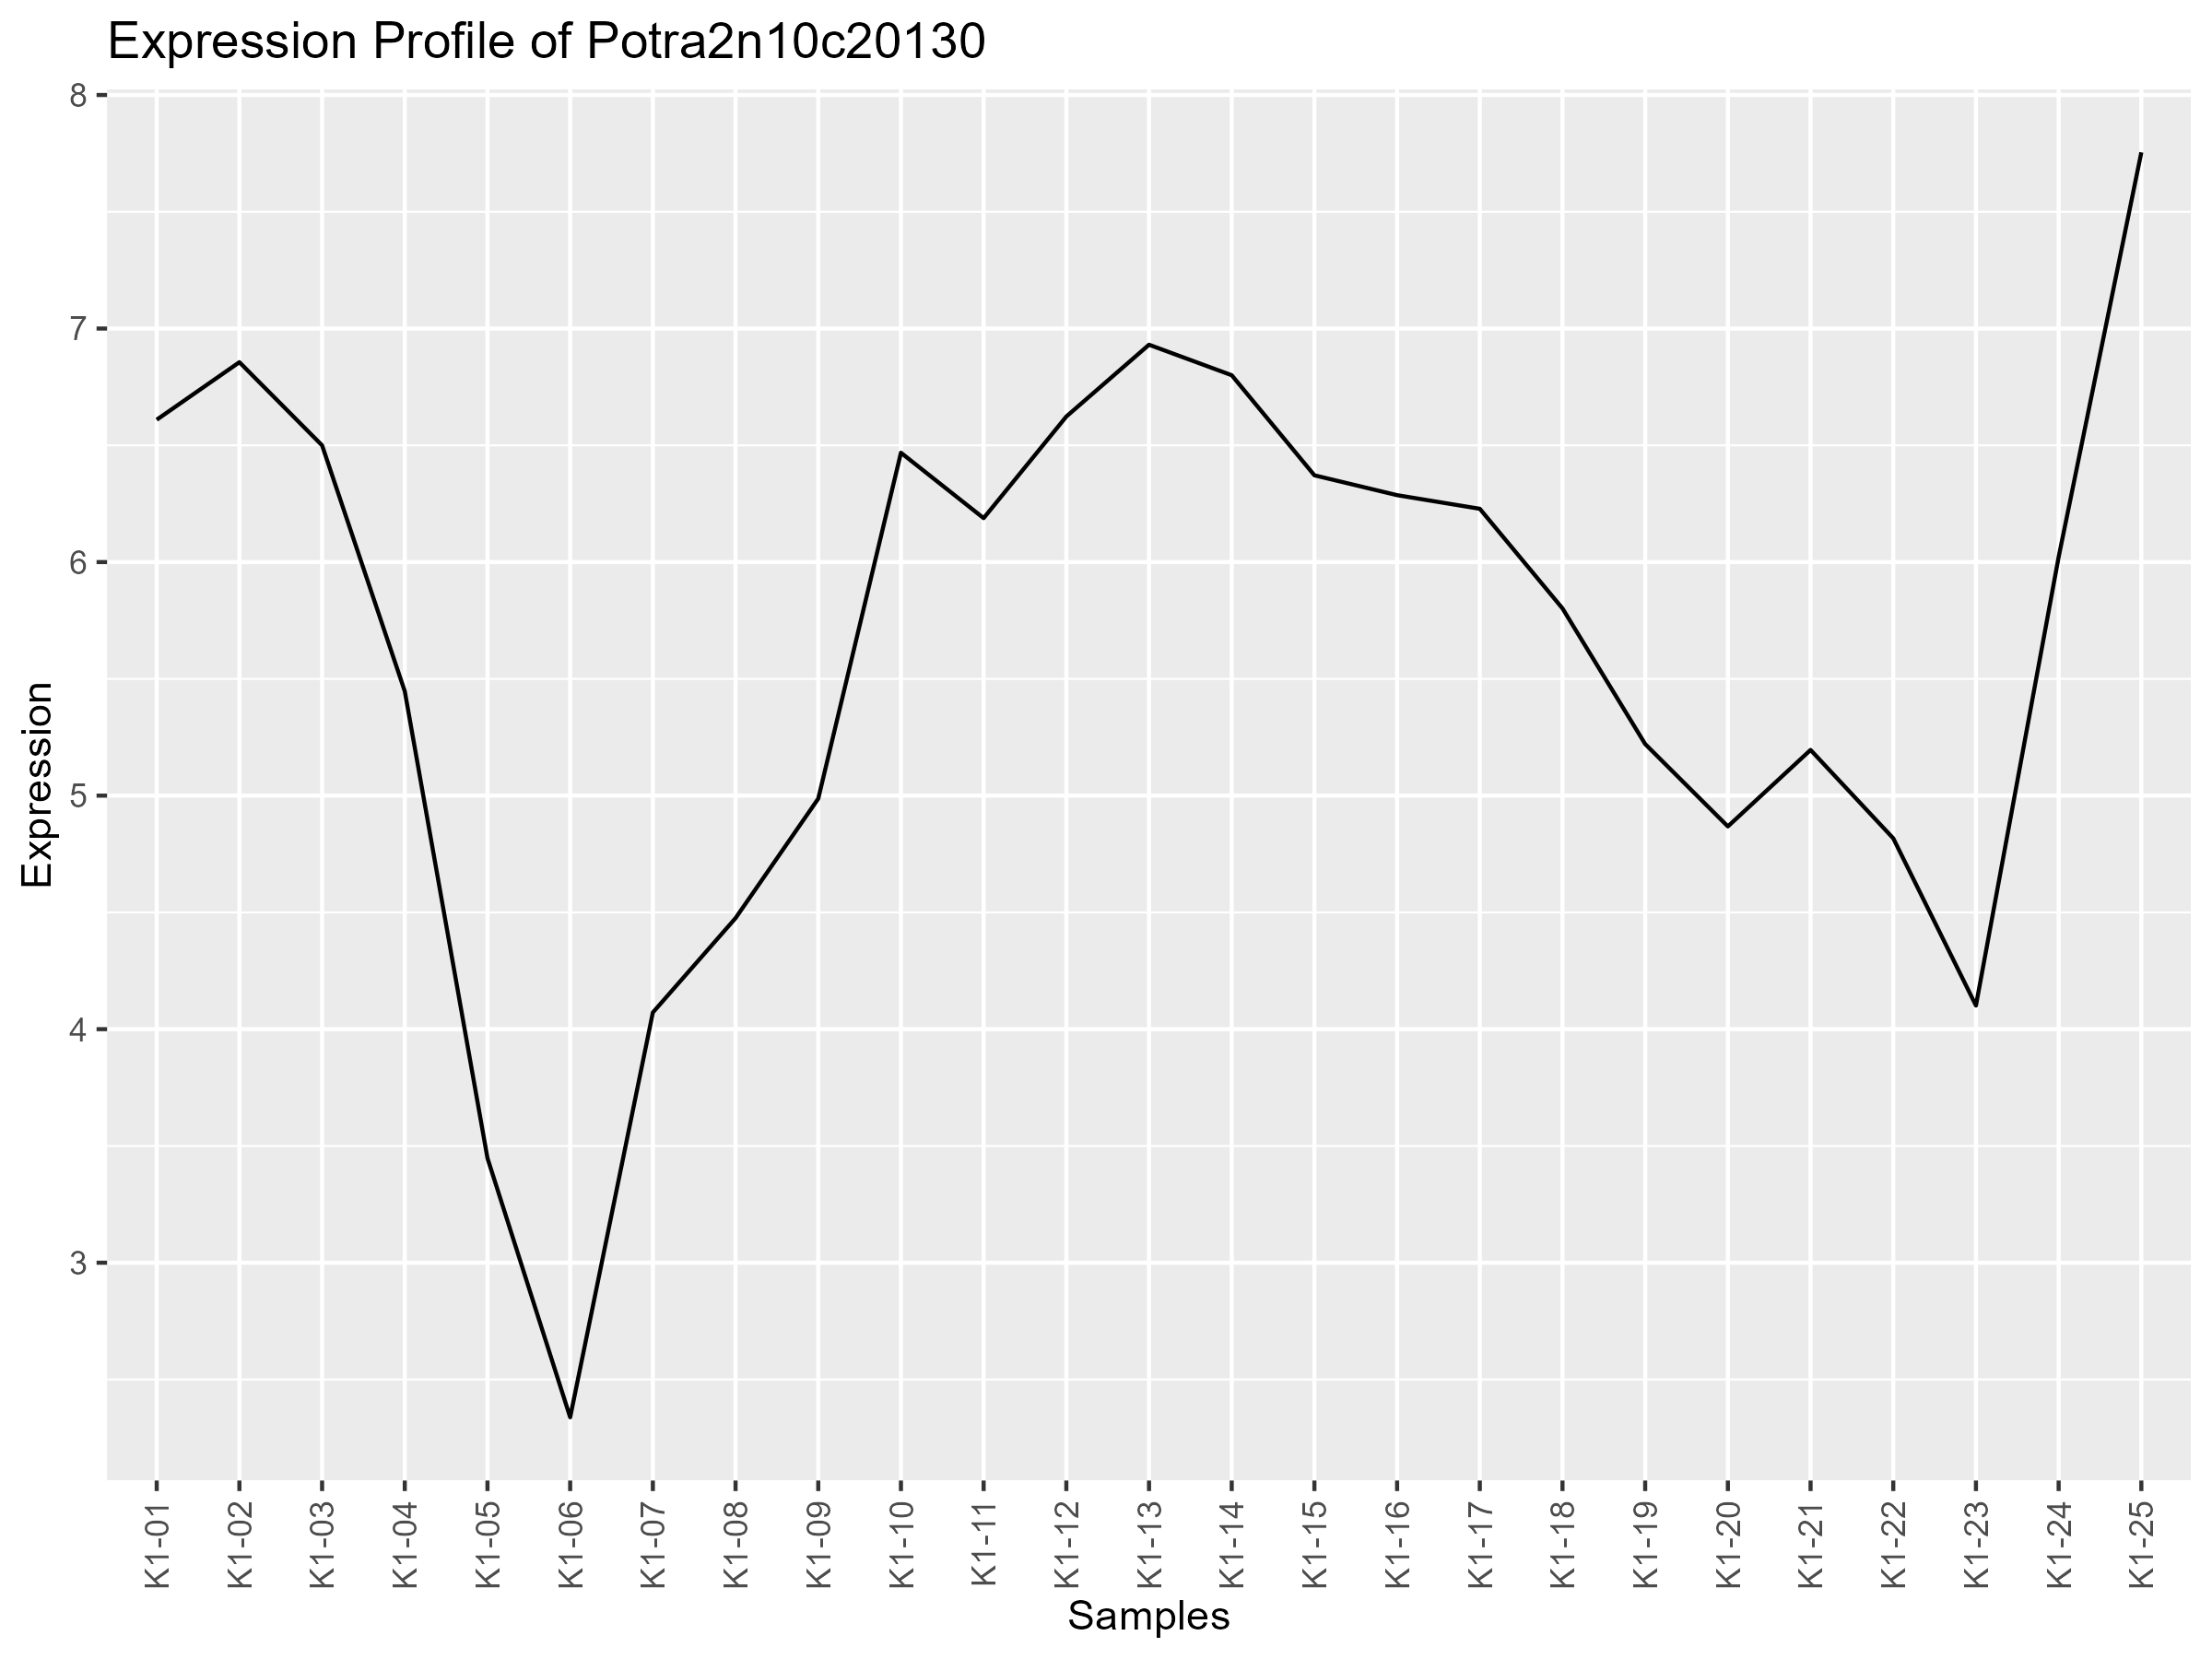 Expression Profile of Potra2n10c20130
8
7
6
5
4
3
Expression
K1-01
K1-02
K1-03
K1-04
K1-05
K1-06
K1-07
K1-08
K1-09
K1-10
K1-11
K1-12
K1-13
K1-14
K1-15
K1-16
K1-17
K1-18
K1-19
K1-20
K1-21
K1-22
K1-23
K1-24
K1-25
Samples